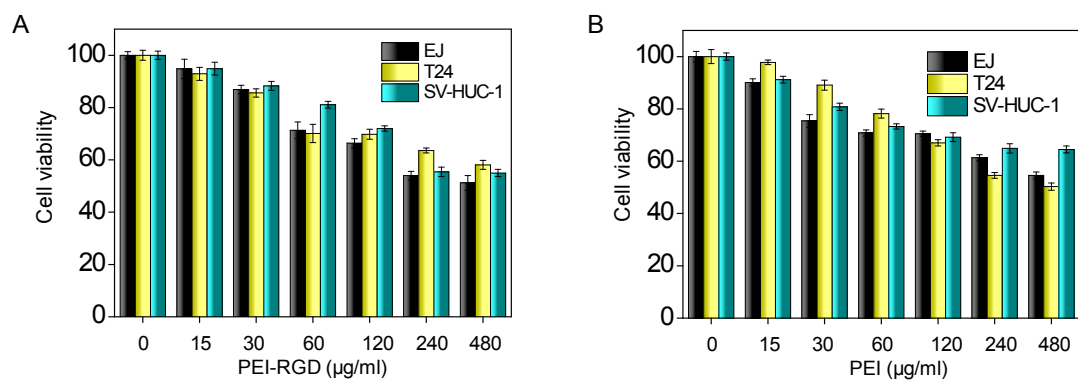 A
Cell viability
100
80
60
40
20
0
EJ
T24
SV-HUC-1
0 15 30 60 120 240 480
PEI-RGD (µg/ml)
B
Cell viability
100
80
60
40
20
0
EJ
T24
SV-HUC-1
0 15 30 60 120 240 480
PEI (µg/ml)